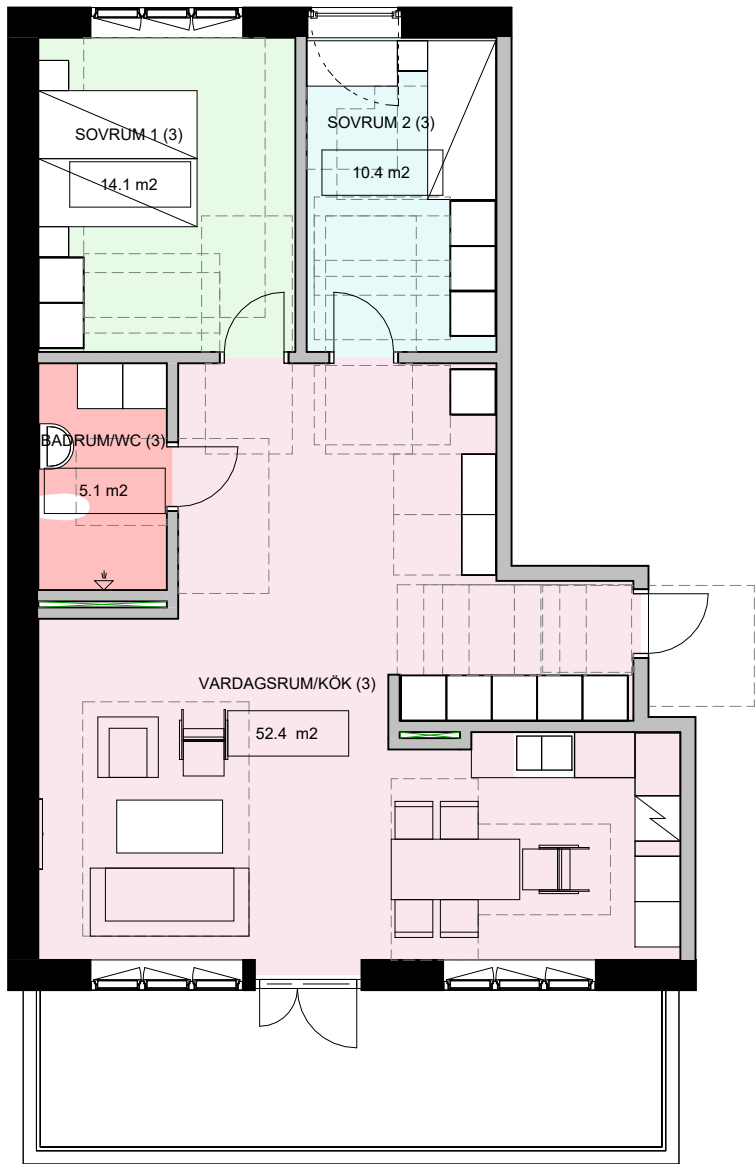 SOVRUM 1 (3)
14.1 m2
SOVRUM 2 (3)
10.4 m2
BADRUM/WC (3)
5.1 m2
VARDAGSRUM/KÖK (3)
52.4 m2